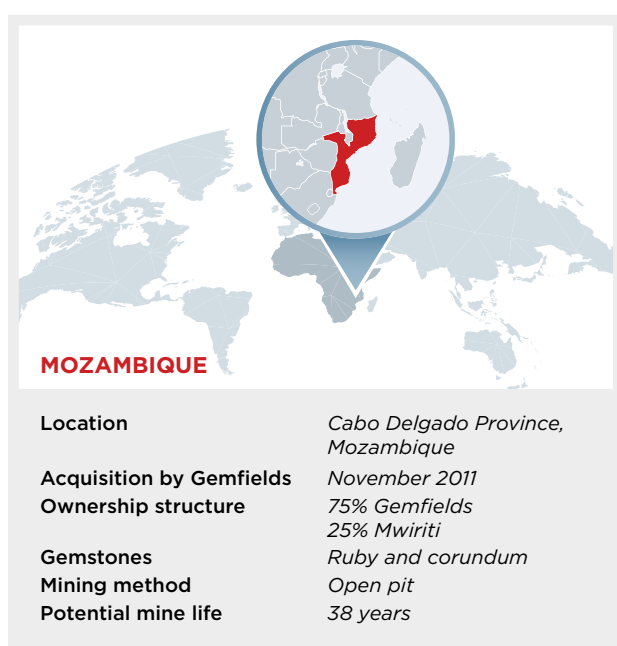 MOZAMBIQUE
Location Cabo Delgado Province,
Mozambique
Acquisition by Gemfields November 2011
Ownership structure 75% Gemfields
25% Mwiriti
Gemstones Ruby and corundum
Mining method Open pit
Potential mine life 38 years